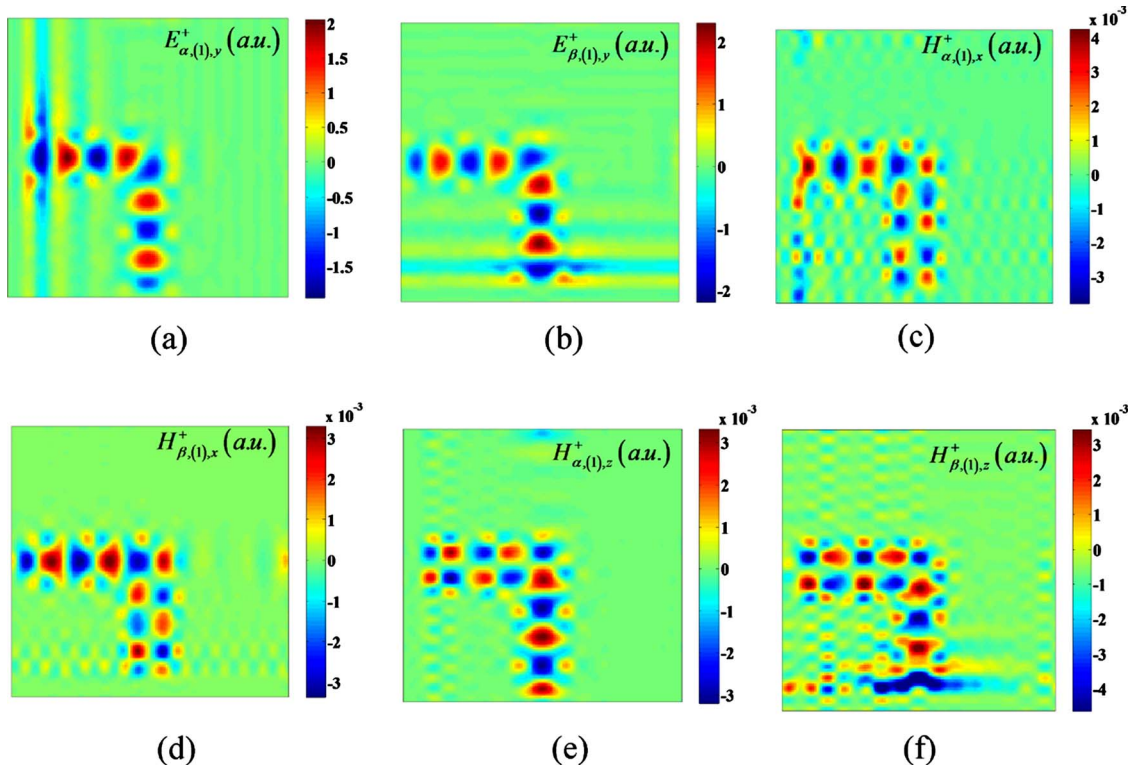 E⁺α,(1),y (a.u.)
2
1.5
1
0.5
0
-0.5
-1
-1.5
(a)
E⁺β,(1),y (a.u.)
2
1
0
-1
-2
(b)
H⁺α,(1),x (a.u.)
x 10⁻³
4
3
2
1
0
-1
-2
-3
(c)
H⁺β,(1),x (a.u.)
x 10⁻³
3
2
1
0
-1
-2
-3
(d)
H⁺α,(1),z (a.u.)
x 10⁻³
3
2
1
0
-1
-2
-3
(e)
H⁺β,(1),z (a.u.)
x 10⁻³
3
2
1
0
-1
-2
-3
-4
(f)